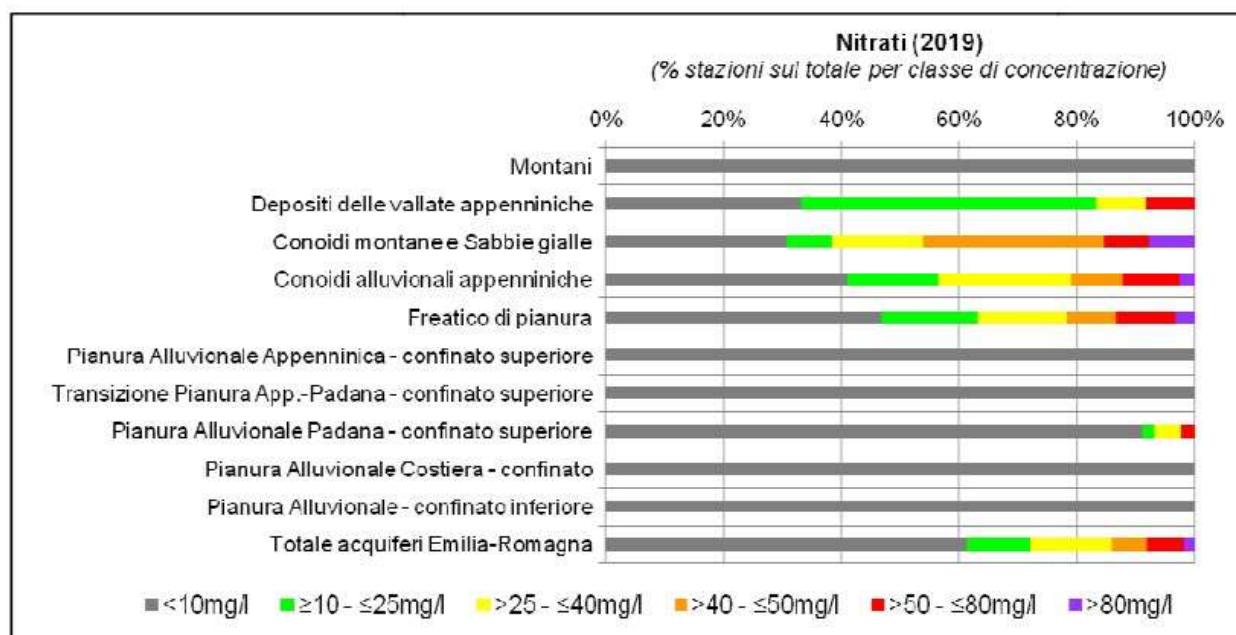 Nitrati (2019)
(% stazioni sul totale per classe di concentrazione)
0% 20% 40% 60% 80% 100%
Montani
Depositi delle vallate appenniniche
Conoidi montane e Sabbie gialle
Conoidi alluvionali appenniniche
Freatico di pianura
Pianura Alluvionale Appenninica - confinato superiore
Transizione Pianura App.-Padana - confinato superiore
Pianura Alluvionale Padana - confinato superiore
Pianura Alluvionale Costiera - confinato
Pianura Alluvionale - confinato inferiore
Totale acquiferi Emilia-Romagna
<10mg/l ≥10 - ≤25mg/l >25 - ≤40mg/l >40 - ≤50mg/l >50 - ≤80mg/l >80mg/l